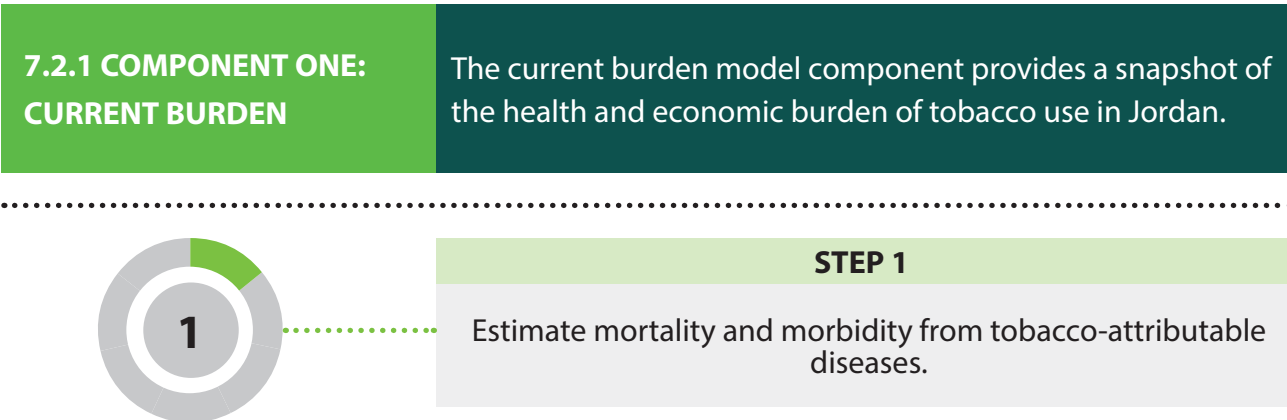 7.2.1 COMPONENT ONE:
CURRENT BURDEN
The current burden model component provides a snapshot of
the health and economic burden of tobacco use in Jordan.
1
STEP 1
Estimate mortality and morbidity from tobacco-attributable
diseases.